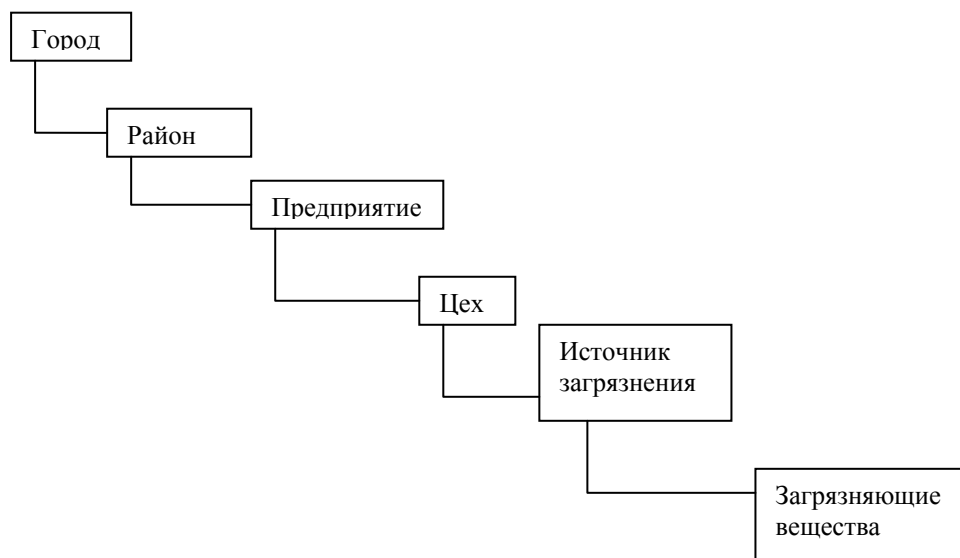 Город
Район
Предприятие
Цех
Источник
загрязнения
Загрязняющие
вещества